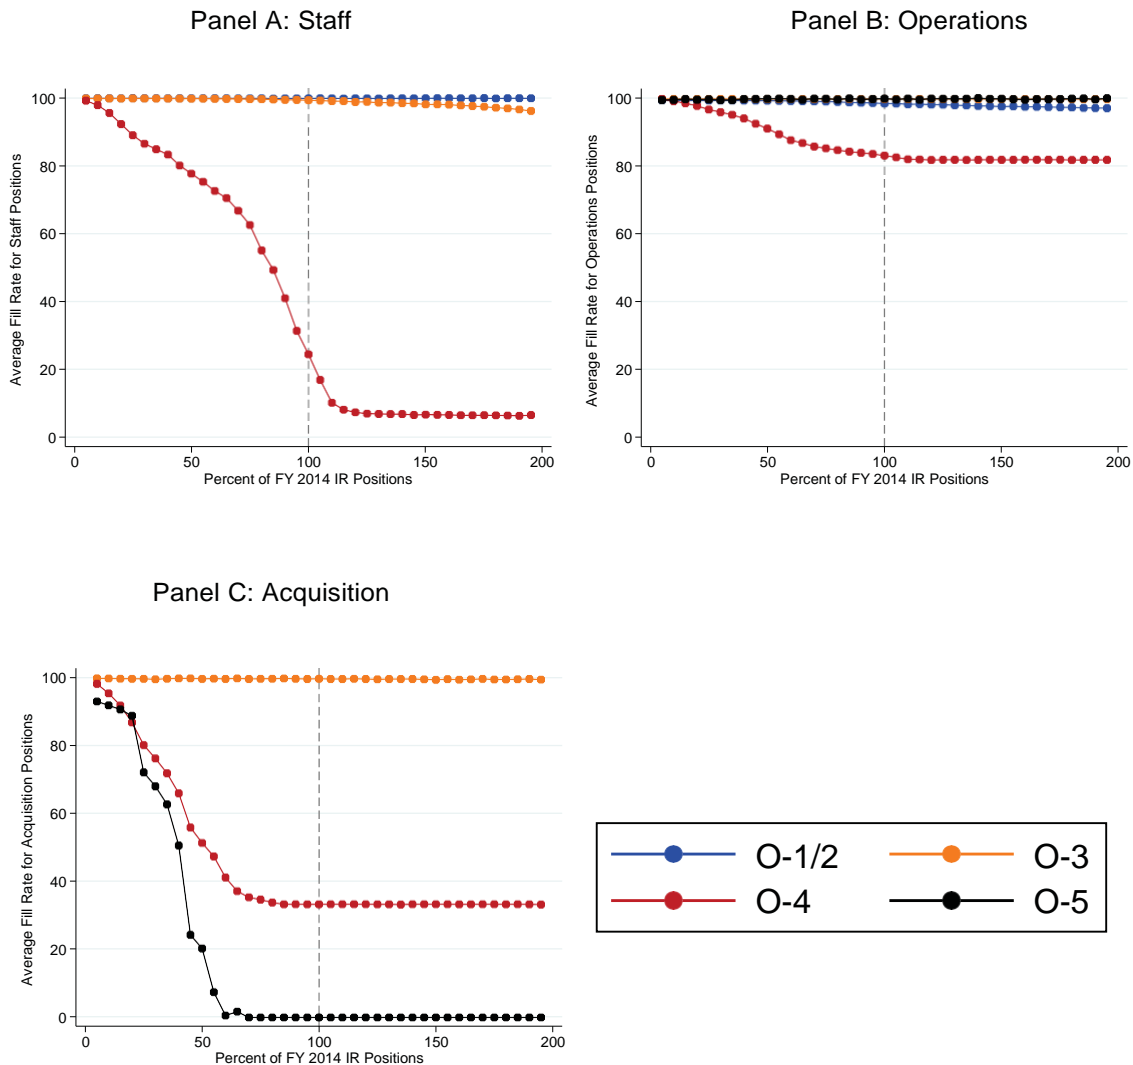 Panel A: Staff
Average Fill Rate for Staff Positions
100
80
60
40
20
0
0 50 100 150 200
Percent of FY 2014 IR Positions
Panel B: Operations
Average Fill Rate for Operations Positions
100
80
60
40
20
0
0 50 100 150 200
Percent of FY 2014 IR Positions
Panel C: Acquisition
Average Fill Rate for Acquisition Positions
100
80
60
40
20
0
0 50 100 150 200
Percent of FY 2014 IR Positions
O-1/2 O-3
O-4 O-5